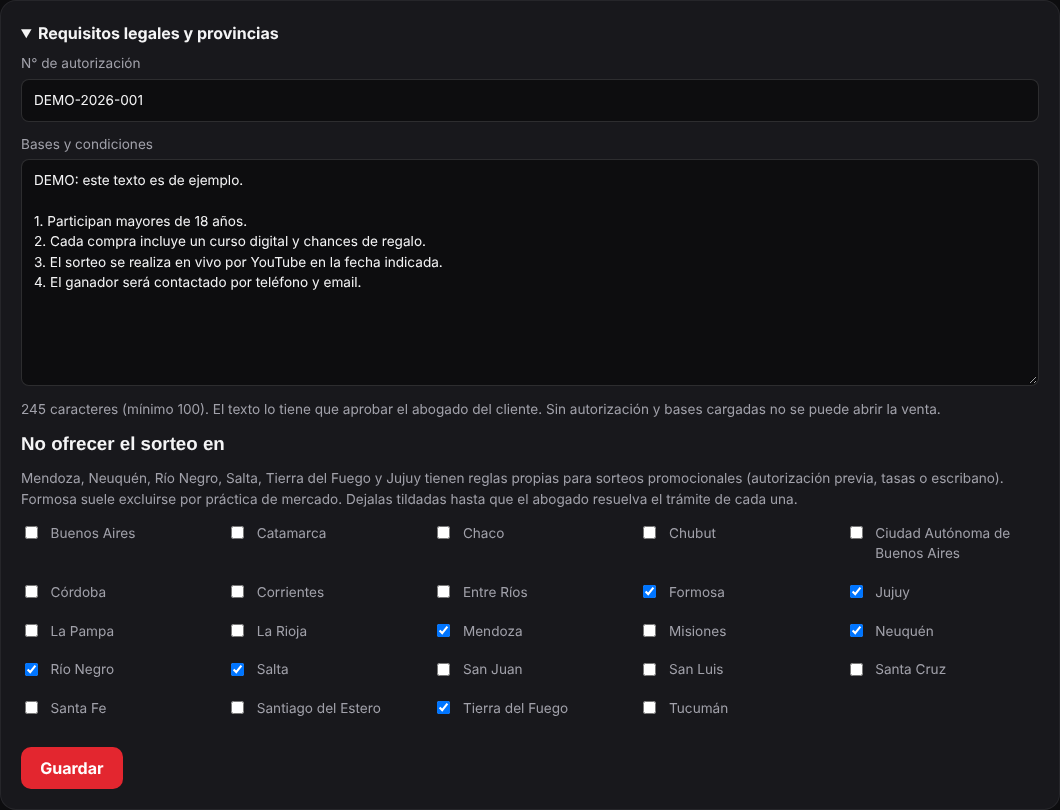 ▼ Requisitos legales y provincias
N° de autorización
DEMO-2026-001
Bases y condiciones
DEMO: este texto es de ejemplo.
1. Participan mayores de 18 años.
2. Cada compra incluye un curso digital y chances de regalo.
3. El sorteo se realiza en vivo por YouTube en la fecha indicada.
4. El ganador será contactado por teléfono y email.
245 caracteres (mínimo 100). El texto lo tiene que aprobar el abogado del cliente. Sin autorización y bases cargadas no se puede abrir la venta.
No ofrecer el sorteo en
Mendoza, Neuquén, Río Negro, Salta, Tierra del Fuego y Jujuy tienen reglas propias para sorteos promocionales (autorización previa, tasas o escribano).
Formosa suele excluirse por práctica de mercado. Dejalas tildadas hasta que el abogado resuelva el trámite de cada una.
Buenos Aires
Catamarca
Chaco
Chubut
Ciudad Autónoma de
Buenos Aires
Córdoba
Corrientes
Entre Ríos
Formosa
Jujuy
La Pampa
La Rioja
Mendoza
Misiones
Neuquén
Río Negro
Salta
San Juan
San Luis
Santa Cruz
Santa Fe
Santiago del Estero
Tierra del Fuego
Tucumán
Guardar